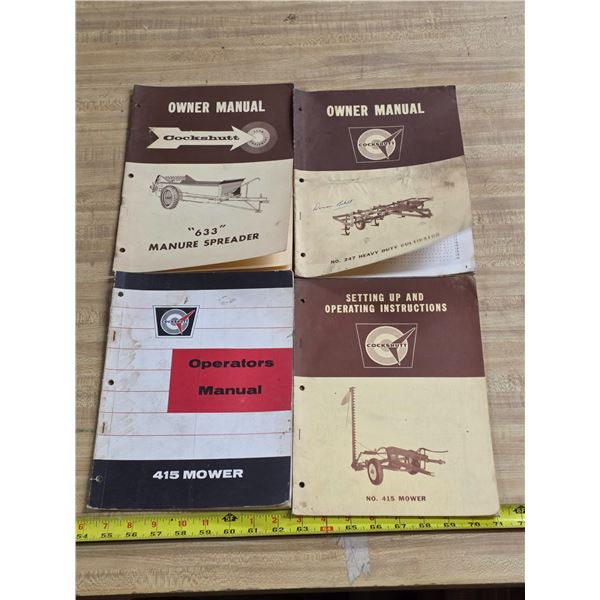 OWNER MANUAL
Cockshutt
"633"
MANURE SPREADER
OWNER MANUAL
COCKSHUTT
NO. 247 HEAVY DUTY CULTIVATOR
COCKSHUTT
Operators
Manual
415 MOWER
SETTING UP AND
OPERATING INSTRUCTIONS
COCKSHUTT
NO. 415 MOWER